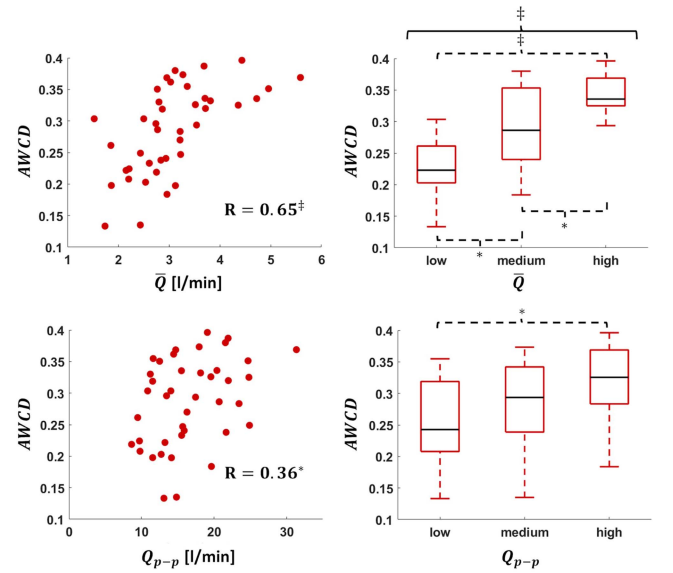 ‡
‡
0.4
0.35
0.3
0.25
0.2
0.15
0.1
AWCD
R = 0.65‡
1 2 3 4 5 6
Q̅ [l/min]
0.4
0.35
0.3
0.25
0.2
0.15
0.1
AWCD
*
*
low medium high
Q̅
0.4
0.35
0.3
0.25
0.2
0.15
0.1
AWCD
R = 0.36*
0 10 20 30
Qp−p [l/min]
*
0.4
0.35
0.3
0.25
0.2
0.15
0.1
AWCD
low medium high
Qp−p